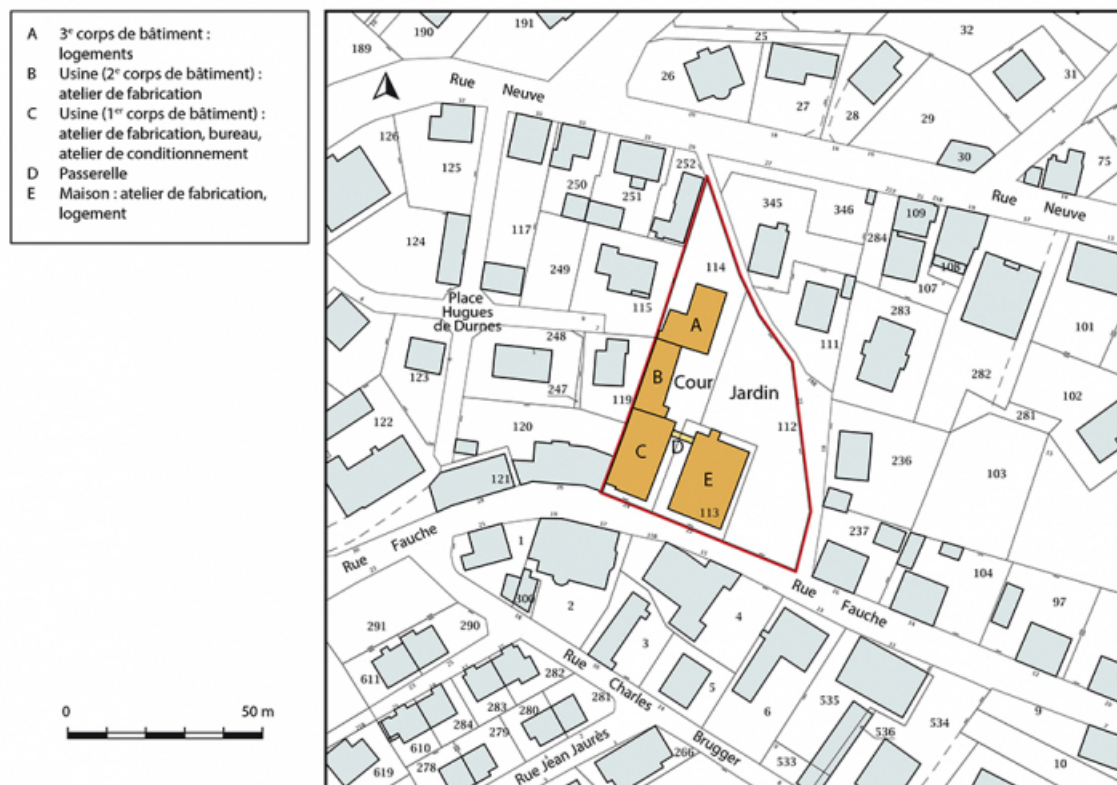 A 3e corps de bâtiment :
logements
B Usine (2e corps de bâtiment) :
atelier de fabrication
C Usine (1er corps de bâtiment) :
atelier de fabrication, bureau,
atelier de conditionnement
D Passerelle
E Maison : atelier de fabrication,
logement
0 50 m
189
190
191
25
32
26
27
28
29
31
30
75
Rue Neuve
126
125
250
251
252
345
346
109
284
107
108
Rue Neuve
124
117
249
115
114
111
283
282
101
Place
Hugues
de Durnes
248
A
B
Cour
Jardin
112
281
102
123
247
119
122
120
C
D
E
113
236
103
121
237
104
97
Rue Fauche
1
300
2
Rue Fauche
4
3
5
6
291
290
611
Rue Charles Brugger
282
281
283
280
284
279
610
278
619
Rue Jean Jaurès
266
535
534
536
533
9
10